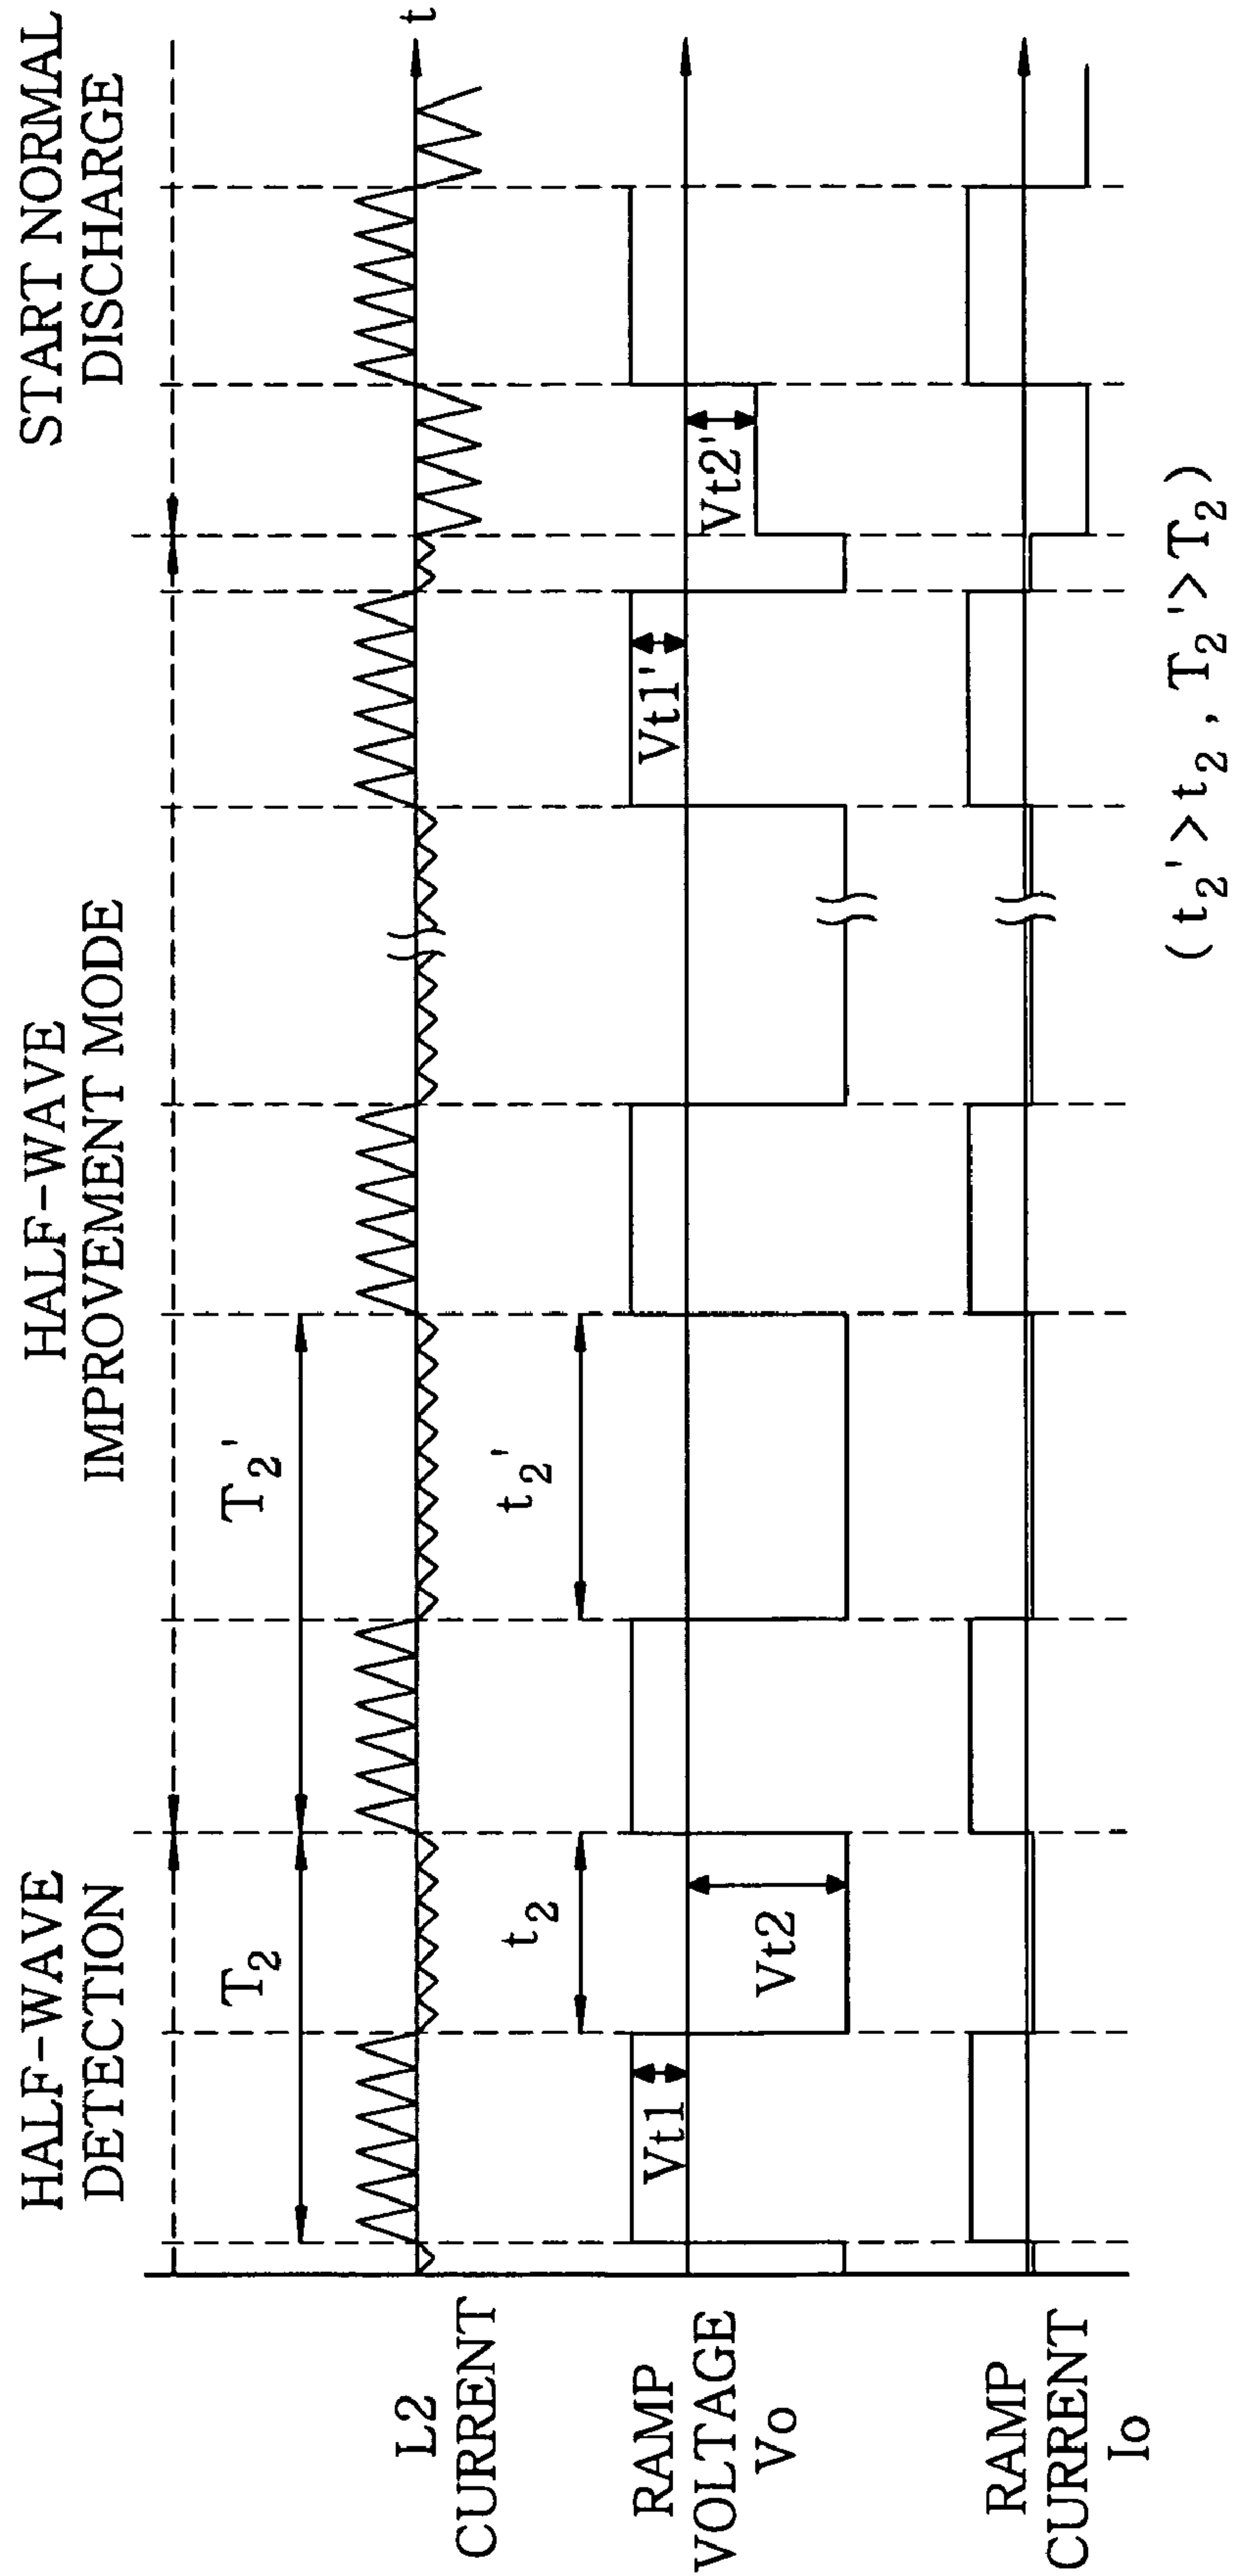 HALF-WAVE
DETECTION
HALF-WAVE
IMPROVEMENT MODE
START NORMAL
DISCHARGE
T2
T2'
L2
CURRENT
t
t2
t2'
RAMP
VOLTAGE
Vo
Vt1
Vt2
Vt1'
Vt2'
RAMP
CURRENT
Io
(t2'>t2, T2'>T2)